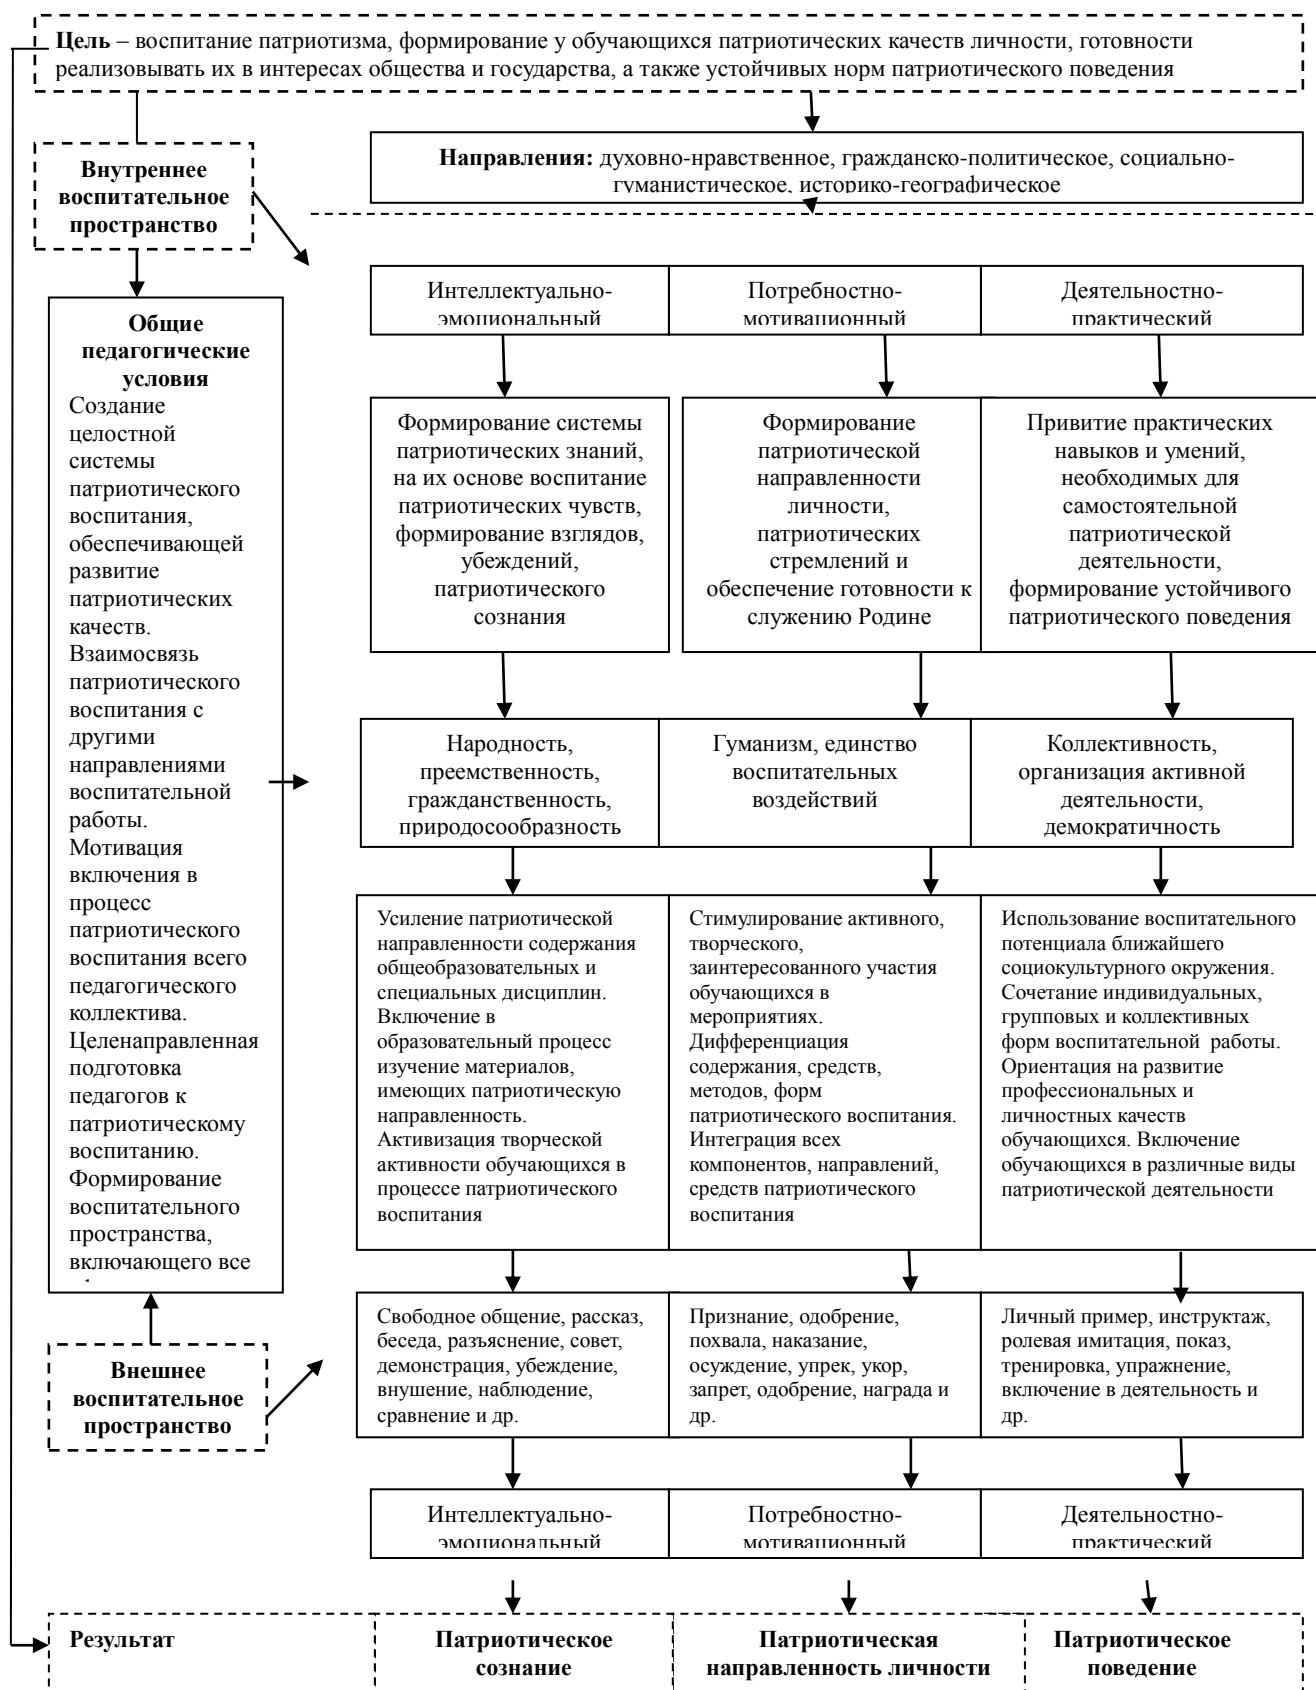 Цель – воспитание патриотизма, формирование у обучающихся патриотических качеств личности, готовности
реализовывать их в интересах общества и государства, а также устойчивых норм патриотического поведения
Направления: духовно-нравственное, гражданско-политическое, социально-
гуманистическое, историко-географическое
Внутреннее
воспитательное
пространство
Общие
педагогические
условия
Создание
целостной
системы
патриотического
воспитания,
обеспечивающей
развитие
патриотических
качеств.
Взаимосвязь
патриотического
воспитания с
другими
направлениями
воспитательной
работы.
Мотивация
включения в
процесс
патриотического
воспитания всего
педагогического
коллектива.
Целенаправленная
подготовка
педагогов к
патриотическому
воспитанию.
Формирование
воспитательного
пространства,
включающего все
Внешнее
воспитательное
пространство
Интеллектуально-
эмоциональный
Потребностно-
мотивационный
Деятельностно-
практический
Формирование системы
патриотических знаний,
на их основе воспитание
патриотических чувств,
формирование взглядов,
убеждений,
патриотического
сознания
Формирование
патриотической
направленности
личности,
патриотических
стремлений и
обеспечение готовности к
служению Родине
Привитие практических
навыков и умений,
необходимых для
самостоятельной
патриотической
деятельности,
формирование устойчивого
патриотического поведения
Народность,
преемственность,
гражданственность,
природосообразность
Гуманизм, единство
воспитательных
воздействий
Коллективность,
организация активной
деятельности,
демократичность
Усиление патриотической
направленности содержания
общеобразовательных и
специальных дисциплин.
Включение в
образовательный процесс
изучение материалов,
имеющих патриотическую
направленность.
Активизация творческой
активности обучающихся в
процессе патриотического
воспитания
Стимулирование активного,
творческого,
заинтересованного участия
обучающихся в
мероприятиях.
Дифференциация
содержания, средств,
методов, форм
патриотического воспитания.
Интеграция всех
компонентов, направлений,
средств патриотического
воспитания
Использование воспитательного
потенциала ближайшего
социокультурного окружения.
Сочетание индивидуальных,
групповых и коллективных
форм воспитательной работы.
Ориентация на развитие
профессиональных и
личностных качеств
обучающихся. Включение
обучающихся в различные виды
патриотической деятельности
Свободное общение, рассказ,
беседа, разъяснение, совет,
демонстрация, убеждение,
внушение, наблюдение,
сравнение и др.
Признание, одобрение,
похвала, наказание,
осуждение, упрек, укор,
запрет, одобрение, награда и
др.
Личный пример, инструктаж,
ролевая имитация, показ,
тренировка, упражнение,
включение в деятельность и
др.
Интеллектуально-
эмоциональный
Потребностно-
мотивационный
Деятельностно-
практический
Результат
Патриотическое
сознание
Патриотическая
направленность личности
Патриотическое
поведение